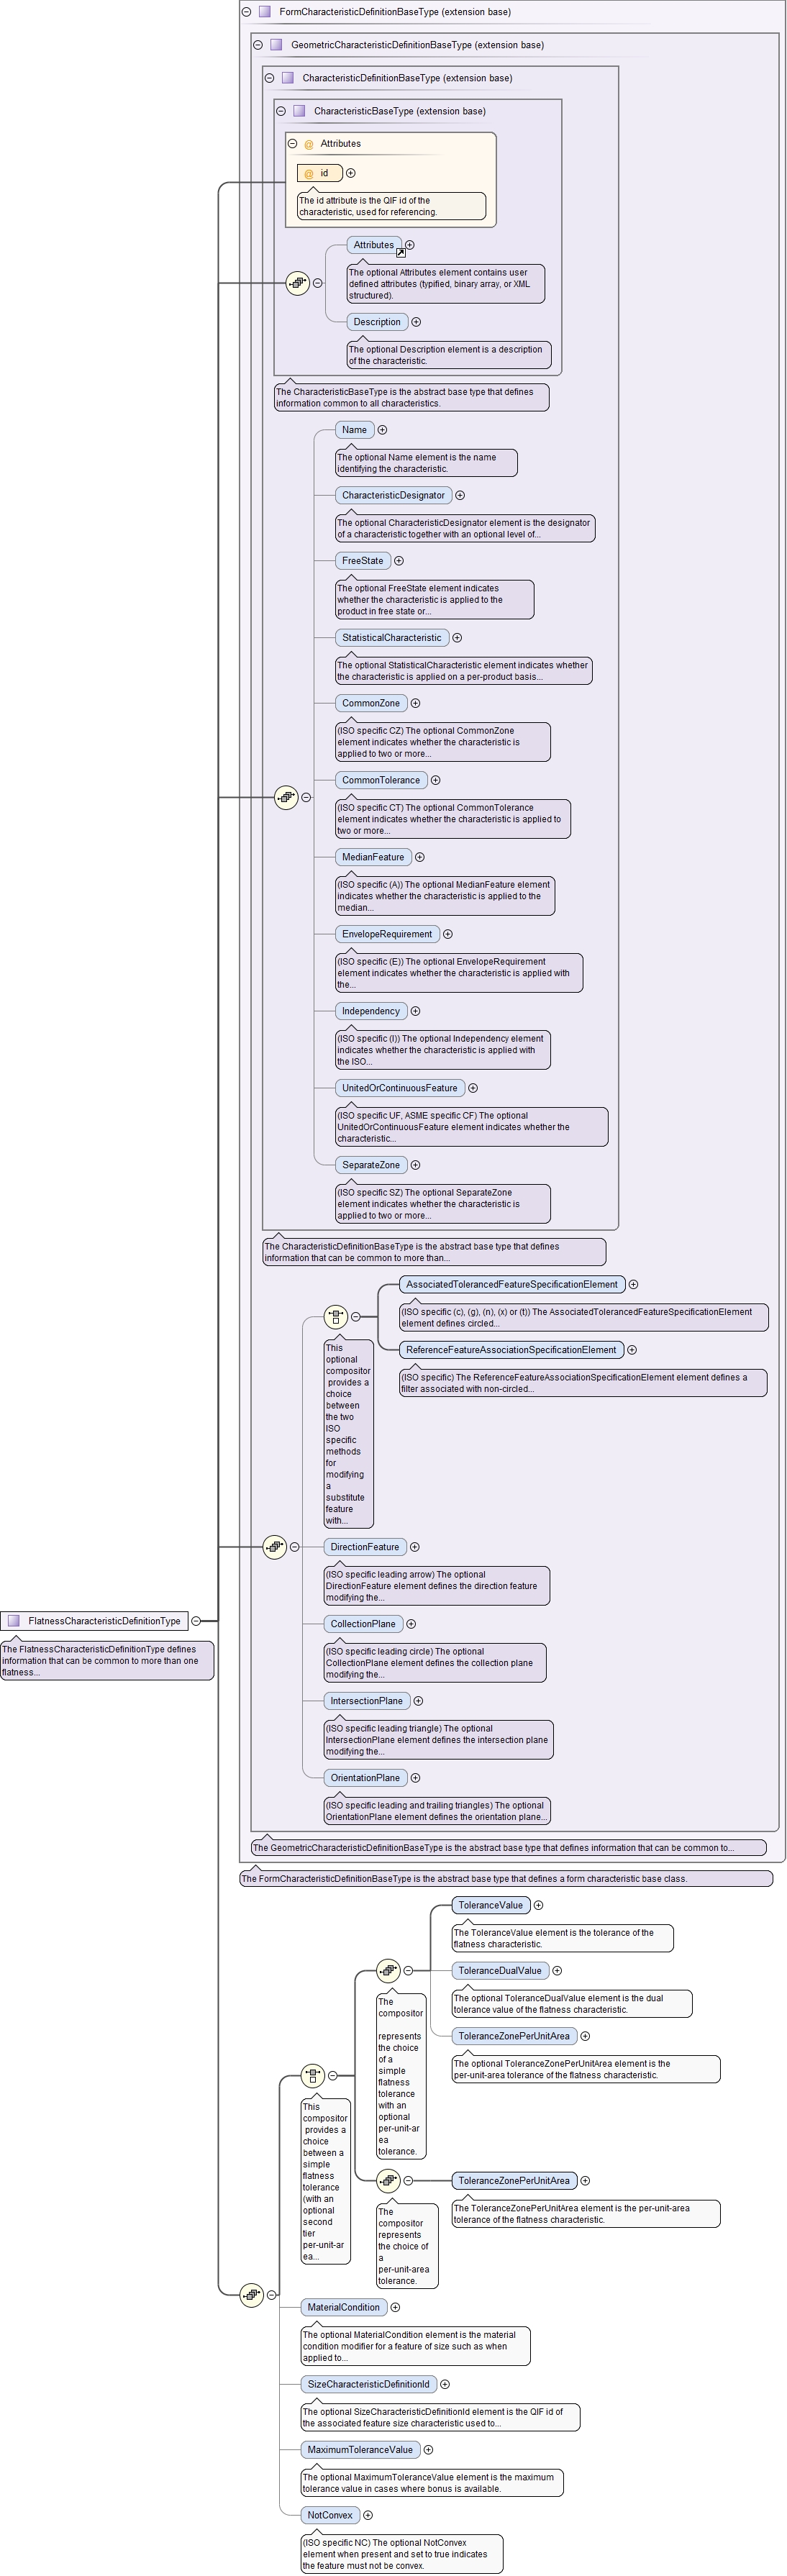 FormCharacteristicDefinitionBaseType (extension base)
GeometricCharacteristicDefinitionBaseType (extension base)
CharacteristicDefinitionBaseType (extension base)
CharacteristicBaseType (extension base)
@ Attributes
@ id
The id attribute is the QIF id of the
characteristic, used for referencing.
Attributes
The optional Attributes element contains user
defined attributes (typified, binary array, or XML
structured).
Description
The optional Description element is a description
of the characteristic.
The CharacteristicBaseType is the abstract base type that defines
information common to all characteristics.
Name
The optional Name element is the name
identifying the characteristic.
CharacteristicDesignator
The optional CharacteristicDesignator element is the designator
of a characteristic together with an optional level of...
FreeState
The optional FreeState element indicates
whether the characteristic is applied to the
product in free state or...
StatisticalCharacteristic
The optional StatisticalCharacteristic element indicates whether
the characteristic is applied on a per-product basis...
CommonZone
(ISO specific CZ) The optional CommonZone
element indicates whether the characteristic is
applied to two or more...
CommonTolerance
(ISO specific CT) The optional CommonTolerance
element indicates whether the characteristic is applied to
two or more...
MedianFeature
(ISO specific (A)) The optional MedianFeature element
indicates whether the characteristic is applied to the
median...
EnvelopeRequirement
(ISO specific (E)) The optional EnvelopeRequirement
element indicates whether the characteristic is applied with
the...
Independency
(ISO specific (I)) The optional Independency element
indicates whether the characteristic is applied with
the ISO...
UnitedOrContinuousFeature
(ISO specific UF, ASME specific CF) The optional
UnitedOrContinuousFeature element indicates whether the
characteristic...
SeparateZone
(ISO specific SZ) The optional SeparateZone
element indicates whether the characteristic is
applied to two or more...
The CharacteristicDefinitionBaseType is the abstract base type that defines
information that can be common to more than...
AssociatedTolerancedFeatureSpecificationElement
(ISO specific (c), (g), (n), (x) or (t)) The AssociatedTolerancedFeatureSpecificationElement
element defines circled...
ReferenceFeatureAssociationSpecificationElement
(ISO specific) The ReferenceFeatureAssociationSpecificationElement element defines a
filter associated with non-circled...
This
optional
compositor
provides a
choice
between
the two
ISO
specific
methods
for
modifying
a
substitute
feature
with...
DirectionFeature
(ISO specific leading arrow) The optional
DirectionFeature element defines the direction feature
modifying the...
CollectionPlane
(ISO specific leading circle) The optional
CollectionPlane element defines the collection plane
modifying the...
IntersectionPlane
(ISO specific leading triangle) The optional
IntersectionPlane element defines the intersection plane
modifying the...
OrientationPlane
(ISO specific leading and trailing triangles) The optional
OrientationPlane element defines the orientation plane...
FlatnessCharacteristicDefinitionType
The FlatnessCharacteristicDefinitionType defines
information that can be common to more than one
flatness...
The GeometricCharacteristicDefinitionBaseType is the abstract base type that defines information that can be common to...
The FormCharacteristicDefinitionBaseType is the abstract base type that defines a form characteristic base class.
ToleranceValue
The ToleranceValue element is the tolerance of the
flatness characteristic.
ToleranceDualValue
The optional ToleranceDualValue element is the dual
tolerance value of the flatness characteristic.
ToleranceZonePerUnitArea
The optional ToleranceZonePerUnitArea element is the
per-unit-area tolerance of the flatness characteristic.
The
compositor
represents
the choice
of a
simple
flatness
tolerance
with an
optional
per-unit-ar
ea
tolerance.
This
compositor
provides a
choice
between a
simple
flatness
tolerance
(with an
optional
second
tier
per-unit-ar
ea...
ToleranceZonePerUnitArea
The ToleranceZonePerUnitArea element is the per-unit-area
tolerance of the flatness characteristic.
The
compositor
represents
the choice of
a
per-unit-area
tolerance.
MaterialCondition
The optional MaterialCondition element is the material
condition modifier for a feature of size such as when
applied to...
SizeCharacteristicDefinitionId
The optional SizeCharacteristicDefinitionId element is the QIF id of
the associated feature size characteristic used to...
MaximumToleranceValue
The optional MaximumToleranceValue element is the maximum
tolerance value in cases where bonus is available.
NotConvex
(ISO specific NC) The optional NotConvex
element when present and set to true indicates
the feature must not be convex.